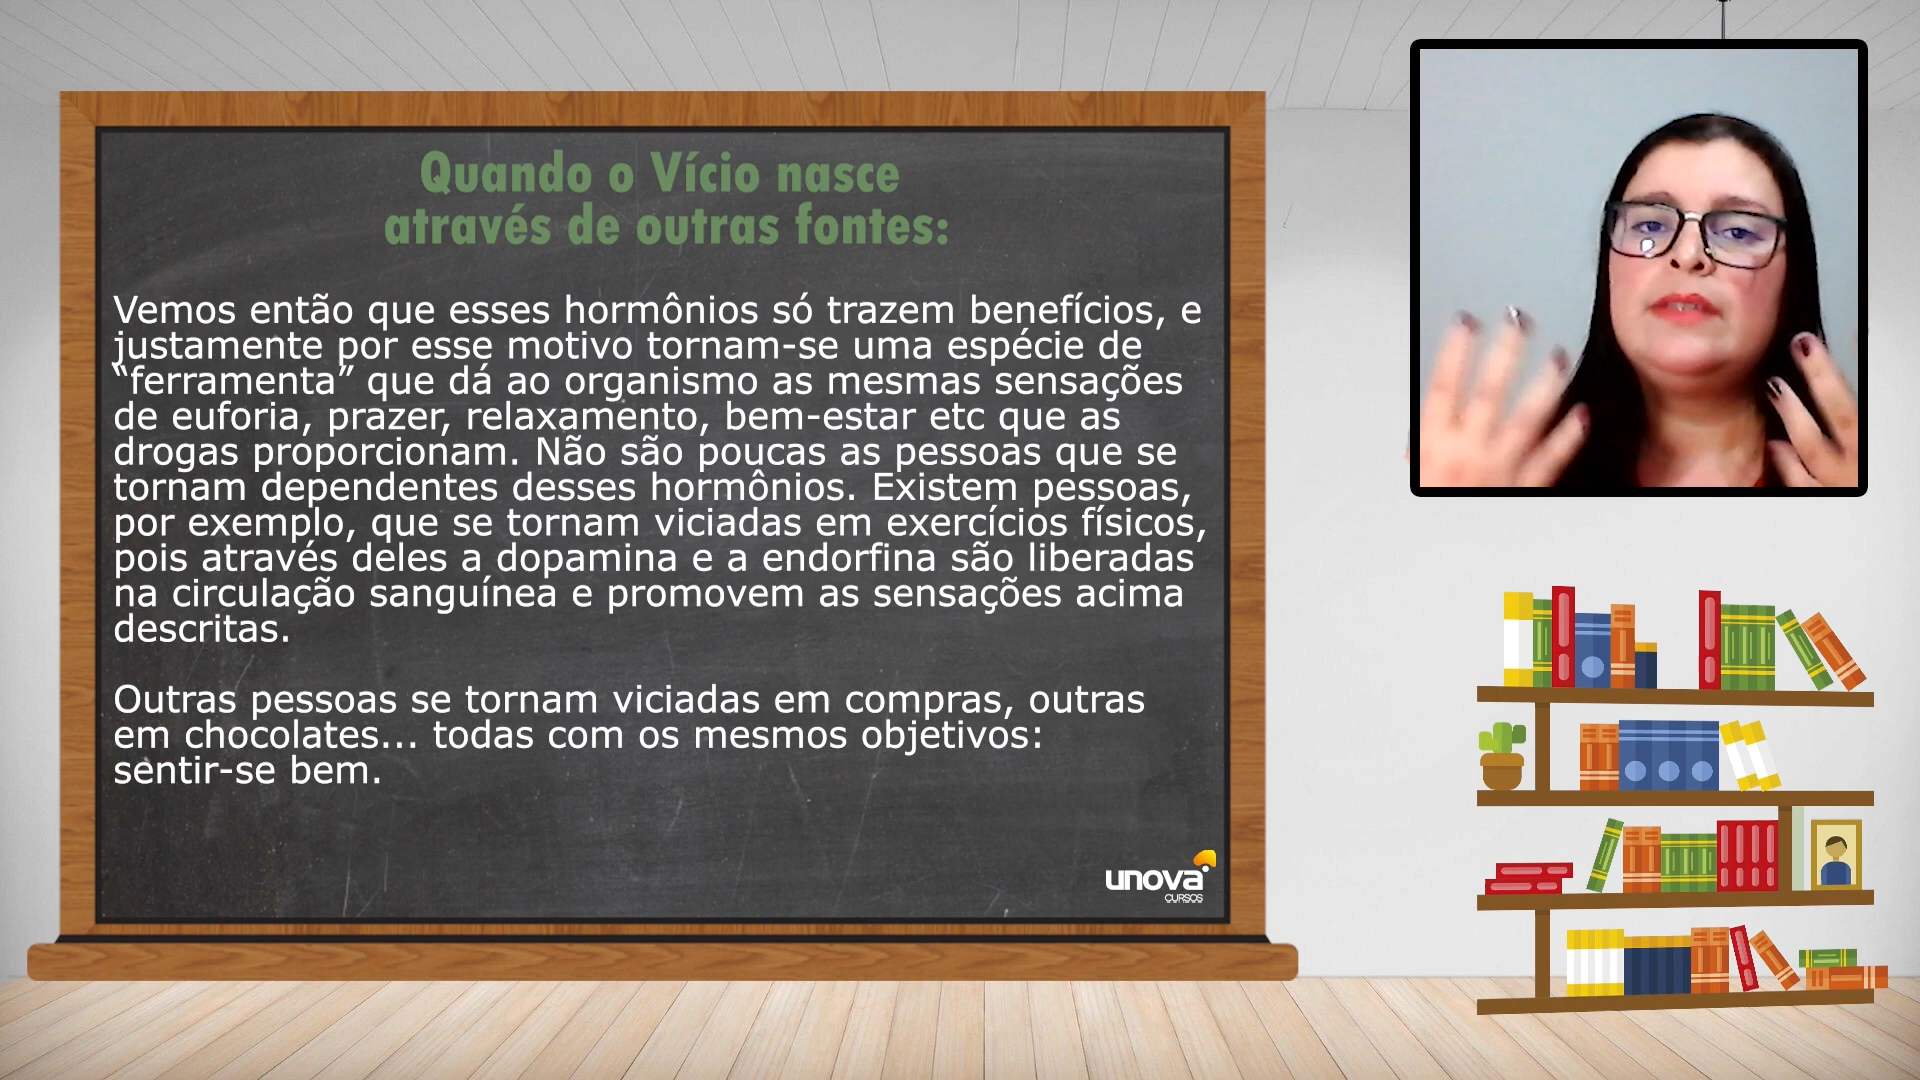 Quando o Vício nasce
através de outras fontes:
Vemos então que esses hormônios só trazem benefícios, e
justamente por esse motivo tornam-se uma espécie de
“ferramenta” que dá ao organismo as mesmas sensações
de euforia, prazer, relaxamento, bem-estar etc que as
drogas proporcionam. Não são poucas as pessoas que se
tornam dependentes desses hormônios. Existem pessoas,
por exemplo, que se tornam viciadas em exercícios físicos,
pois através deles a dopamina e a endorfina são liberadas
na circulação sanguínea e promovem as sensações acima
descritas.
Outras pessoas se tornam viciadas em compras, outras
em chocolates... todas com os mesmos objetivos:
sentir-se bem.
unova
CURSOS